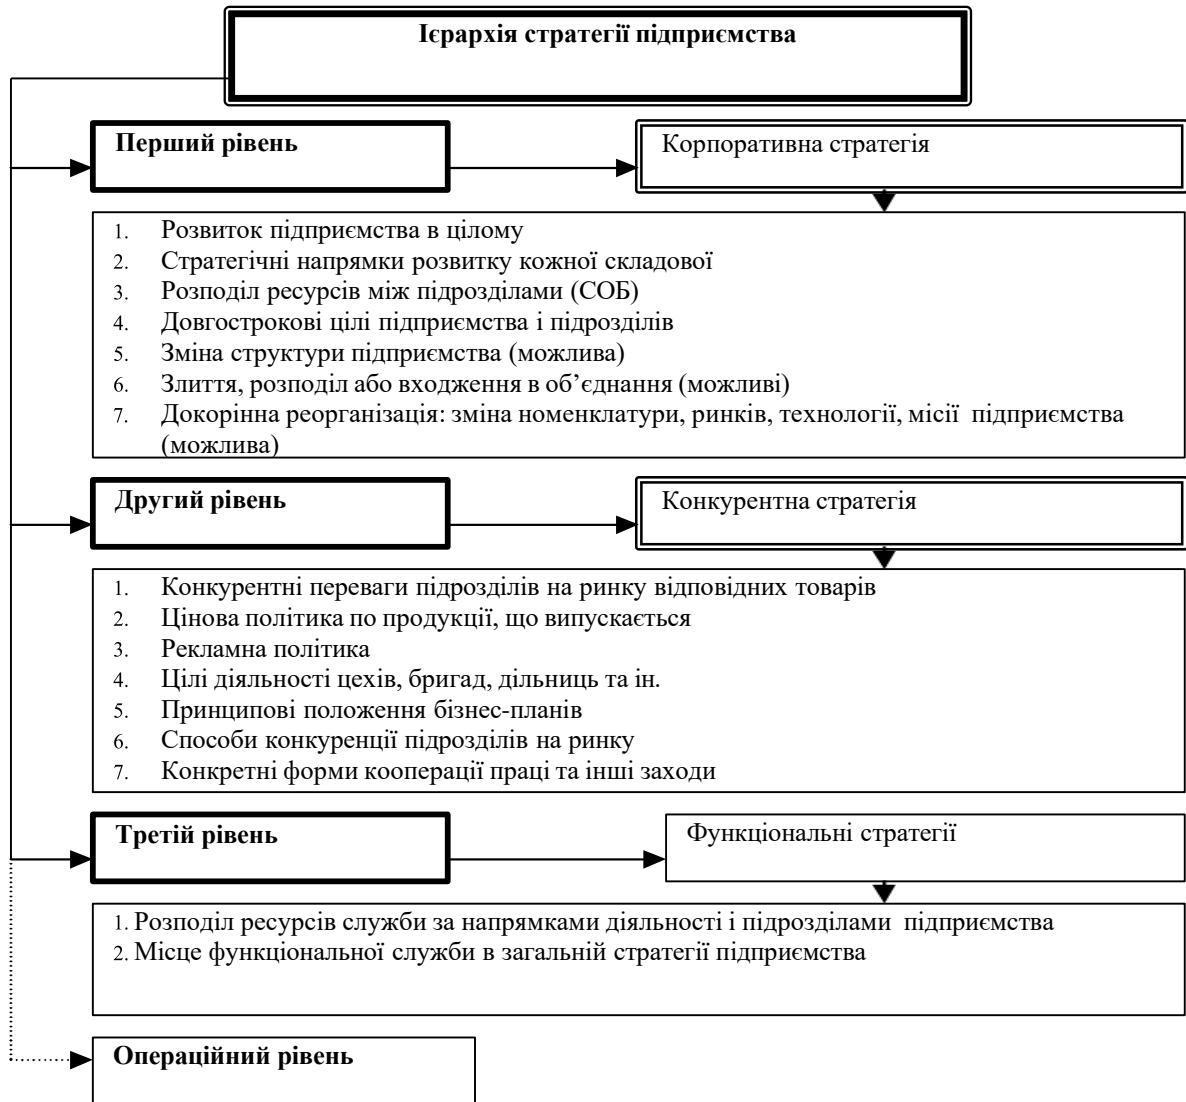 Ієрархія стратегії підприємства
Перший рівень
Корпоративна стратегія
1. Розвиток підприємства в цілому
2. Стратегічні напрямки розвитку кожної складової
3. Розподіл ресурсів між підрозділами (СОБ)
4. Довгострокові цілі підприємства і підрозділів
5. Зміна структури підприємства (можлива)
6. Злиття, розподіл або входження в об’єднання (можливі)
7. Докорінна реорганізація: зміна номенклатури, ринків, технології, місії підприємства
(можлива)
Другий рівень
Конкурентна стратегія
1. Конкурентні переваги підрозділів на ринку відповідних товарів
2. Цінова політика по продукції, що випускається
3. Рекламна політика
4. Цілі діяльності цехів, бригад, дільниць та ін.
5. Принципові положення бізнес-планів
6. Способи конкуренції підрозділів на ринку
7. Конкретні форми кооперації праці та інші заходи
Третій рівень
Функціональні стратегії
1. Розподіл ресурсів служби за напрямками діяльності і підрозділами підприємства
2. Місце функціональної служби в загальній стратегії підприємства
Операційний рівень